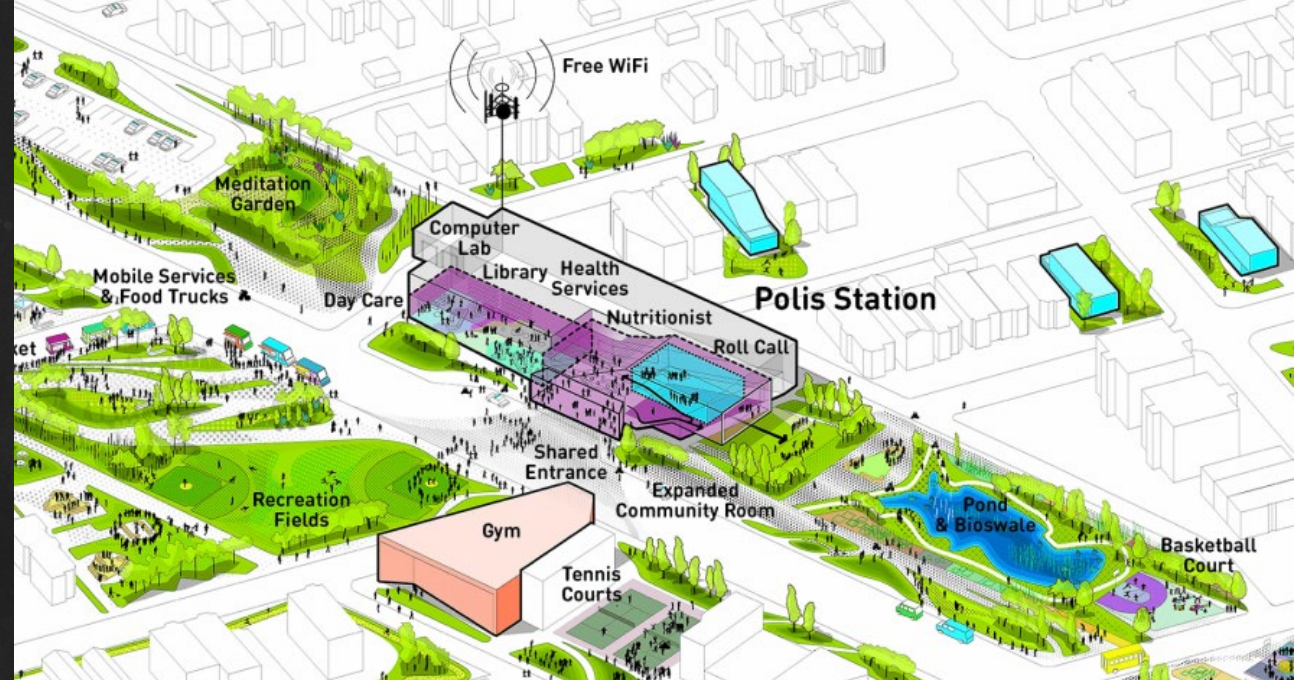 Free WiFi
Meditation
Garden
Computer
Lab
Library
Health
Services
Mobile Services
& Food Trucks
Day Care
Polis Station
Nutritionist
Roll Call
ket
Shared
Entrance
Recreation
Fields
Expanded
Community Room
Gym
Pond
& Bioswale
Basketball
Court
Tennis
Courts